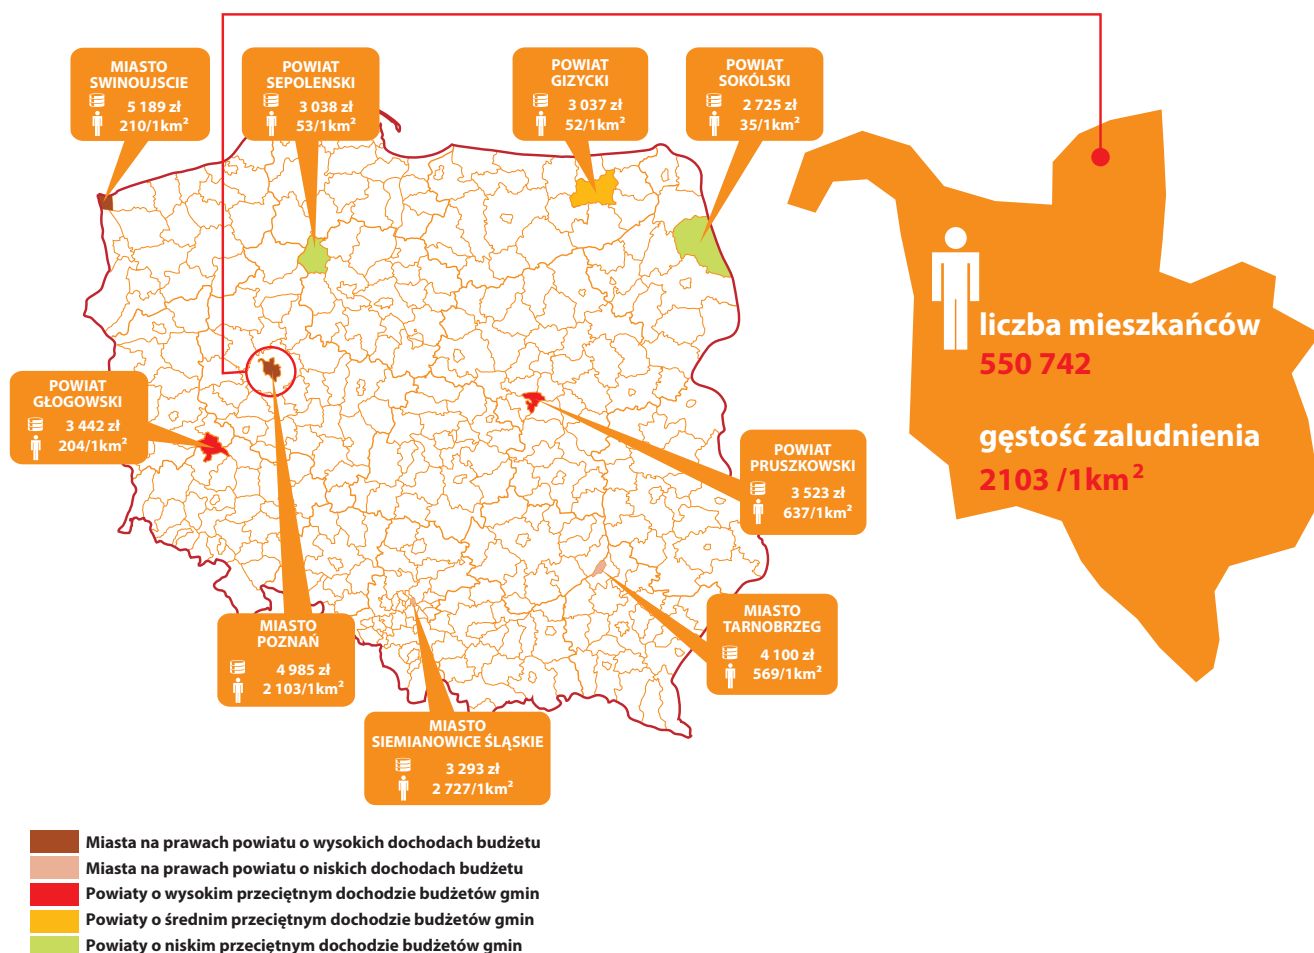 MIASTO
SWINOUJSCIE
5 189 zł
210/1km²
POWIAT
SEPOLENSKI
3 038 zł
53/1km²
POWIAT
GIZYCKI
3 037 zł
52/1km²
POWIAT
SOKÓLSKI
2 725 zł
35/1km²
liczba mieszkańców
550 742
gęstość zaludnienia
2103 /1km²
POWIAT
GŁOGOWSKI
3 442 zł
204/1km²
POWIAT
PRUSZKOWSKI
3 523 zł
637/1km²
MIASTO
POZNAŃ
4 985 zł
2 103/1km²
MIASTO
TARNOBRZEG
4 100 zł
569/1km²
MIASTO
SIEMIANOWICE ŚLĄSKIE
3 293 zł
2 727/1km²
Miasta na prawach powiatu o wysokich dochodach budżetu
Miasta na prawach powiatu o niskich dochodach budżetu
Powiaty o wysokim przeciętnym dochodzie budżetów gmin
Powiaty o średnim przeciętnym dochodzie budżetów gmin
Powiaty o niskim przeciętnym dochodzie budżetów gmin